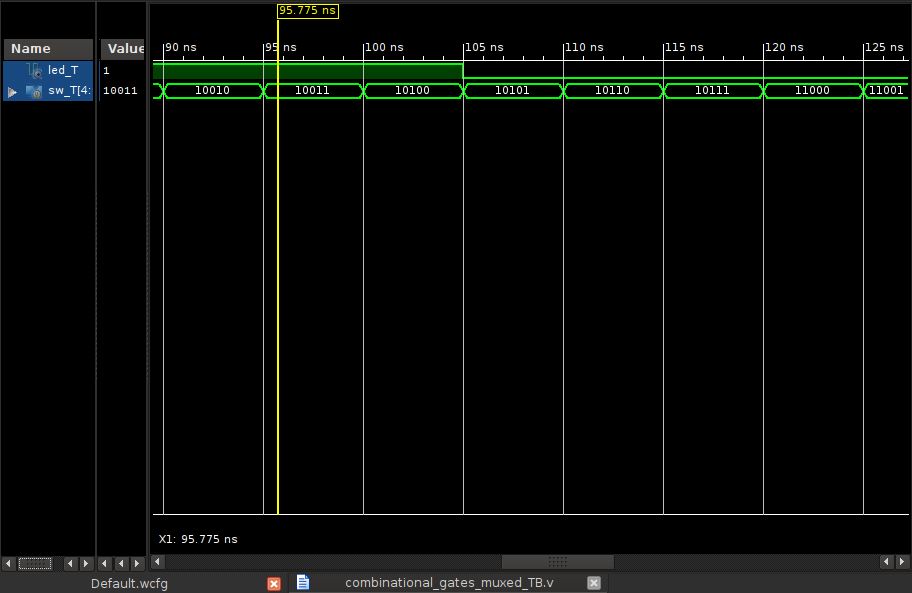 95.775 ns
Name Value 90 ns 95 ns 100 ns 105 ns 110 ns 115 ns 120 ns 125 ns
led_T 1
sw_T[4: 10011 10010 10011 10100 10101 10110 10111 11000 11001
X1: 95.775 ns
Default.wcfg combinational_gates_muxed_TB.v